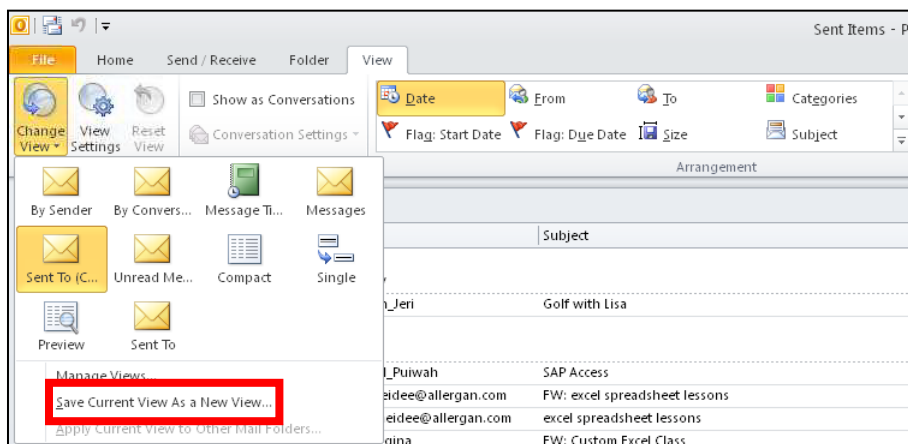 Sent Items - P
File Home Send / Receive Folder View
Change View View Settings Reset View
Show as Conversations
Conversation Settings
Date From To Categories
Flag: Start Date Flag: Due Date Size Subject
Arrangement
By Sender By Convers... Message Ti... Messages
Sent To (C... Unread Me... Compact Single
Preview Sent To
Manage Views...
Save Current View As a New View...
Apply Current View to Other Mail Folders...
Subject
_Jeri Golf with Lisa
_Puiwah SAP Access
eidee@allergan.com FW: excel spreadsheet lessons
eidee@allergan.com excel spreadsheet lessons
gina FW: Custom Excel Class